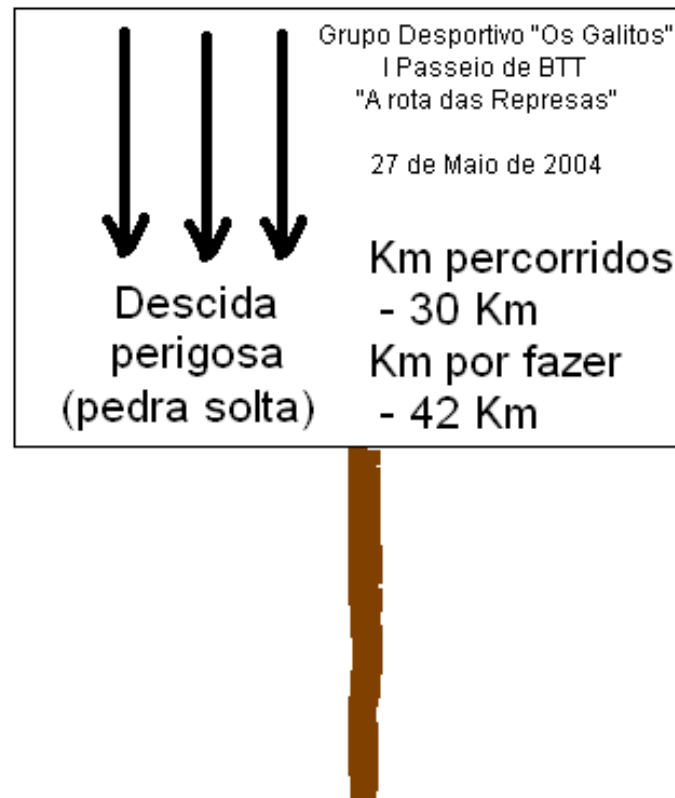 Grupo Desportivo "Os Galitos"
I Passeio de BTT
"A rota das Represas"
27 de Maio de 2004
Descida
perigosa
(pedra solta)
Km percorridos
- 30 Km
Km por fazer
- 42 Km